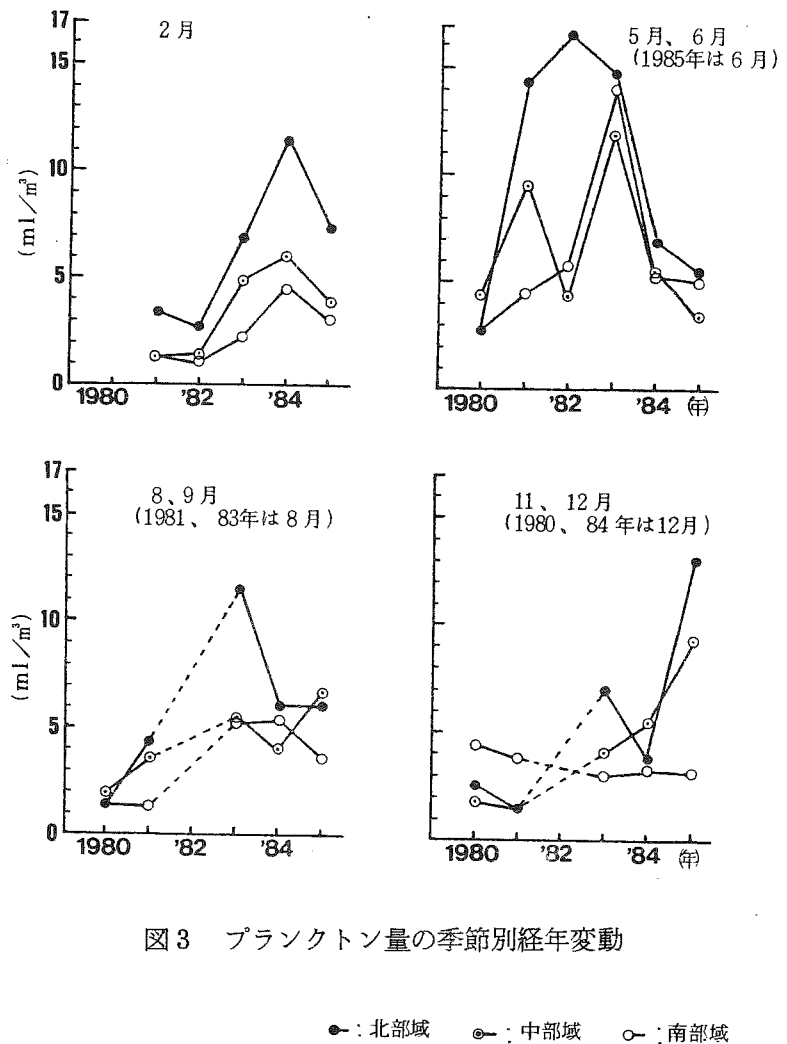 17
15
10
5
0
(ml/m³)
2月
1980 '82 '84
5月、6月
(1985年は6月)
1980 '82 '84 (年)
17
15
10
5
0
(ml/m³)
8、9月
(1981、83年は8月)
1980 '82 '84
11、12月
(1980、84年は12月)
1980 '82 '84 (年)
図3 プランクトン量の季節別経年変動
●-:北部域 ⊙-:中部域 ○-:南部域